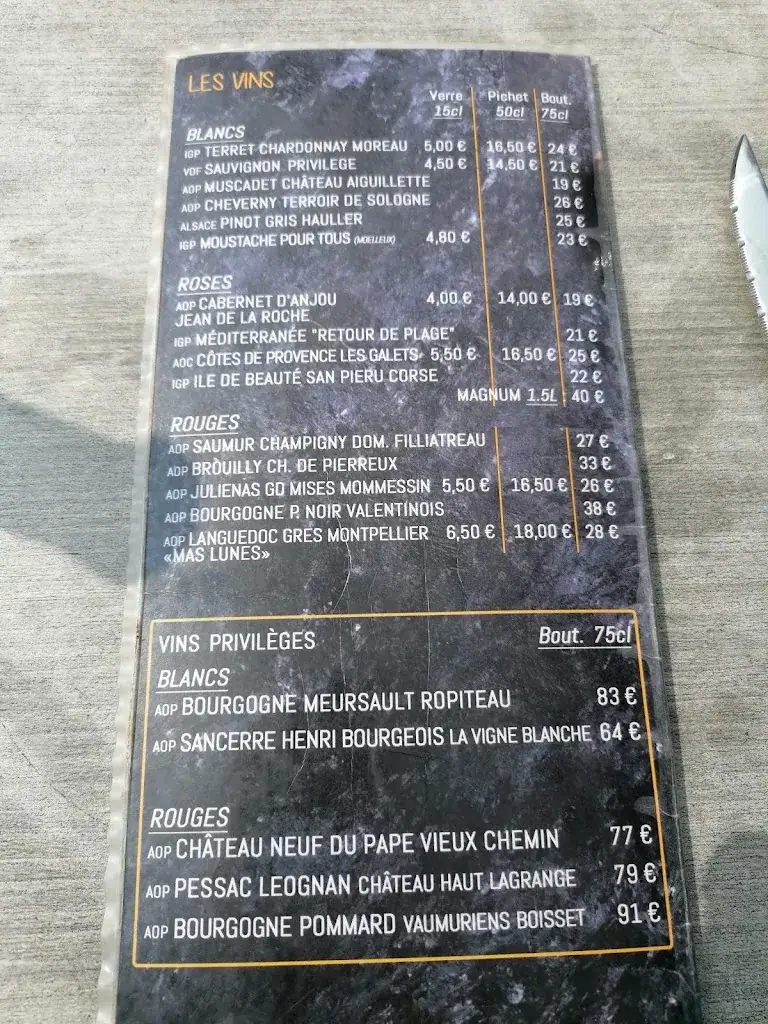 LES VINS
Verre Pichet Bout.
15cl 50cl 75cl
BLANCS
IGP TERRET CHARDONNAY MOREAU 5,00 € 16,50 € 24 €
VDF SAUVIGNON PRIVILEGE 4,50 € 14,50 € 21 €
AOP MUSCADET CHÂTEAU AIGUILLETTE 19 €
AOP CHEVERNY TERROIR DE SOLOGNE 26 €
ALSACE PINOT GRIS HAULLER 25 €
IGP MOUSTACHE POUR TOUS (MOELLEUX) 4,80 € 23 €
ROSES
AOP CABERNET D'ANJOU 4,00 € 14,00 € 19 €
JEAN DE LA ROCHE
IGP MÉDITERRANÉE "RETOUR DE PLAGE" 21 €
AOC CÔTES DE PROVENCE LES GALETS 5,50 € 16,50 € 25 €
IGP ILE DE BEAUTÉ SAN PIERU CORSE 22 €
MAGNUM 1.5L 40 €
ROUGES
AOP SAUMUR CHAMPIGNY DOM. FILLIATREAU 27 €
AOP BROUILLY CH. DE PIERREUX 33 €
AOP JULIENAS GD MISES MOMMESSIN 5,50 € 16,50 € 26 €
AOP BOURGOGNE P. NOIR VALENTINOIS 38 €
AOP LANGUEDOC GRES MONTPELLIER 6,50 € 18,00 € 28 €
«MAS LUNES»
VINS PRIVILÈGES Bout. 75cl
BLANCS
AOP BOURGOGNE MEURSAULT ROPITEAU 83 €
AOP SANCERRE HENRI BOURGEOIS LA VIGNE BLANCHE 64 €
ROUGES
AOP CHÂTEAU NEUF DU PAPE VIEUX CHEMIN 77 €
AOP PESSAC LEOGNAN CHÂTEAU HAUT LAGRANGE 79 €
AOP BOURGOGNE POMMARD VAUMURIENS BOISSET 91 €